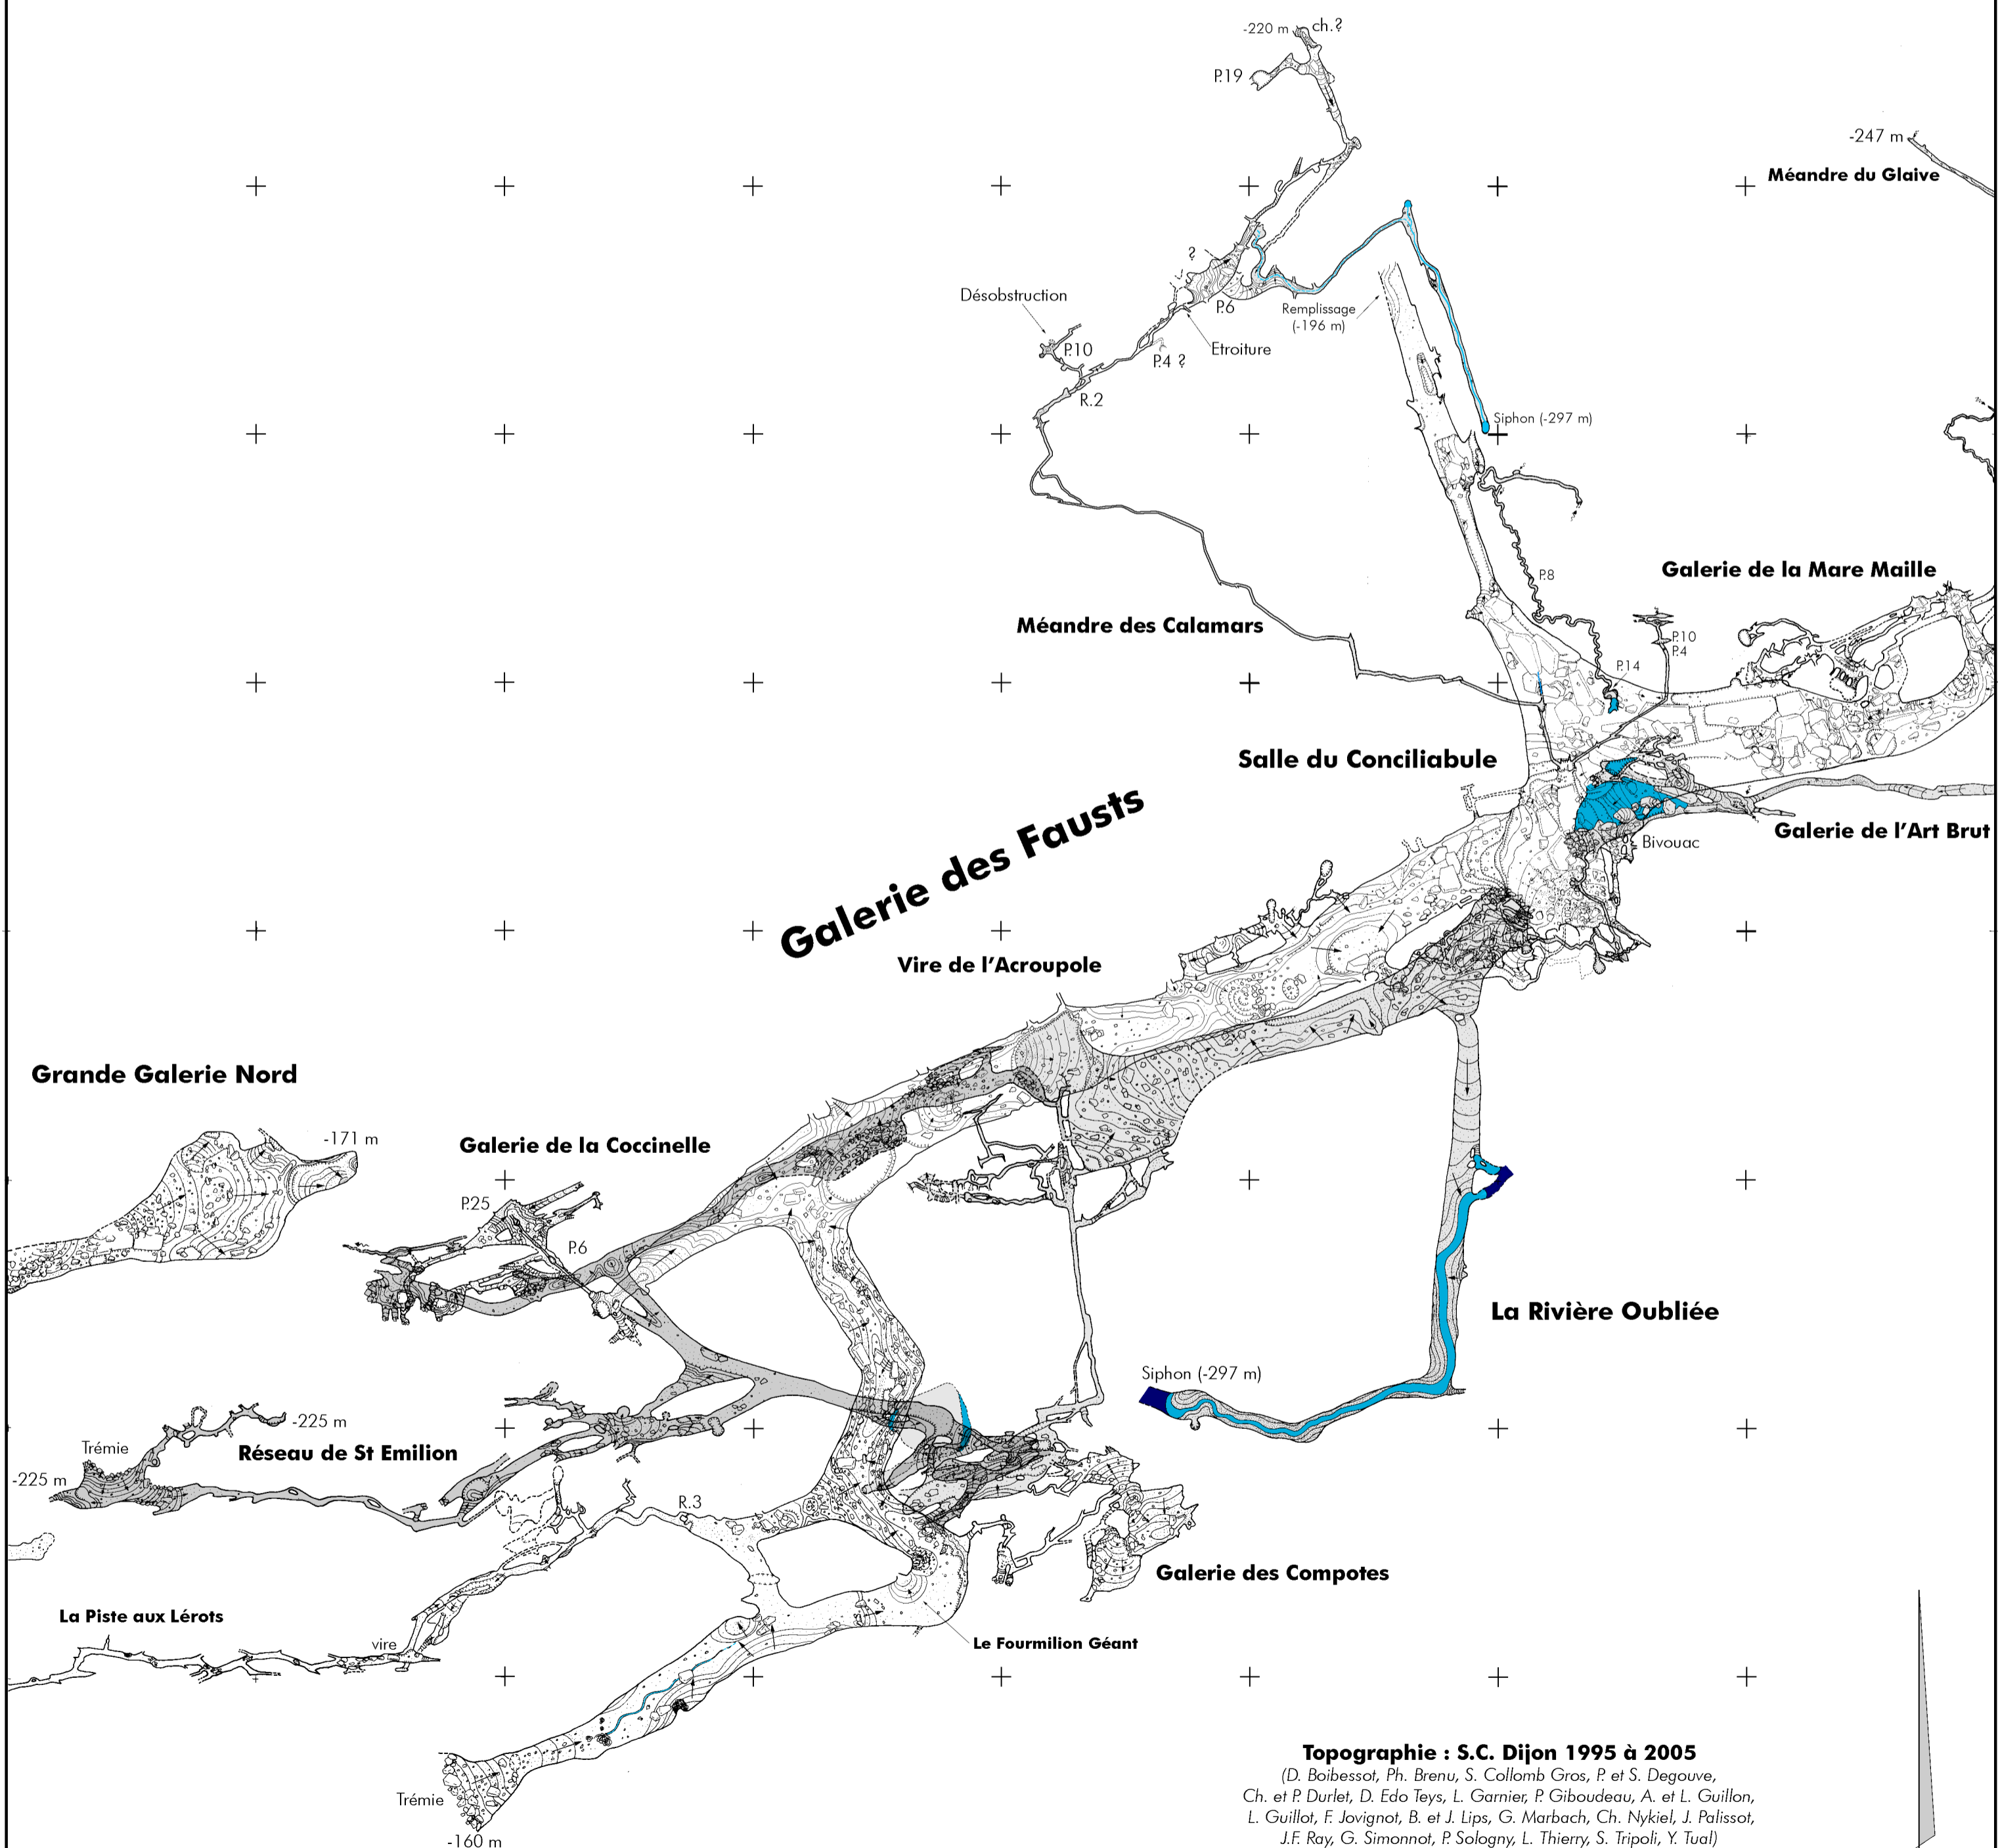 -220 m
ch.?
P.19
-247 m
Méandre du Glaive
?
Désobstruction
P.6
Remplissage
(-196 m)
P.10
P.4 ?
Etroiture
R.2
Siphon (-297 m)
P.8
Galerie de la Mare Maille
Méandre des Calamars
P.10
P.4
P.14
Salle du Conciliabule
Galerie des Fausts
Galerie de l'Art Brut
Bivouac
Vire de l'Acroupole
Grande Galerie Nord
-171 m
Galerie de la Coccinelle
P.25
P.6
La Rivière Oubliée
Siphon (-297 m)
-225 m
Trémie
Réseau de St Emilion
-225 m
R.3
Galerie des Compotes
La Piste aux Lérots
vire
Le Fourmilion Géant
Trémie
-160 m
Topographie : S.C. Dijon 1995 à 2005
(D. Boibessot, Ph. Brenu, S. Collomb Gros, P. et S. Degouve,
Ch. et P. Durlet, D. Edo Teys, L. Garnier, P. Giboudeau, A. et L. Guillon,
L. Guillot, F. Jovignot, B. et J. Lips, G. Marbach, Ch. Nykiel, J. Palissot,
J.F. Ray, G. Simonnot, P. Sologny, L. Thierry, S. Tripoli, Y. Tual)